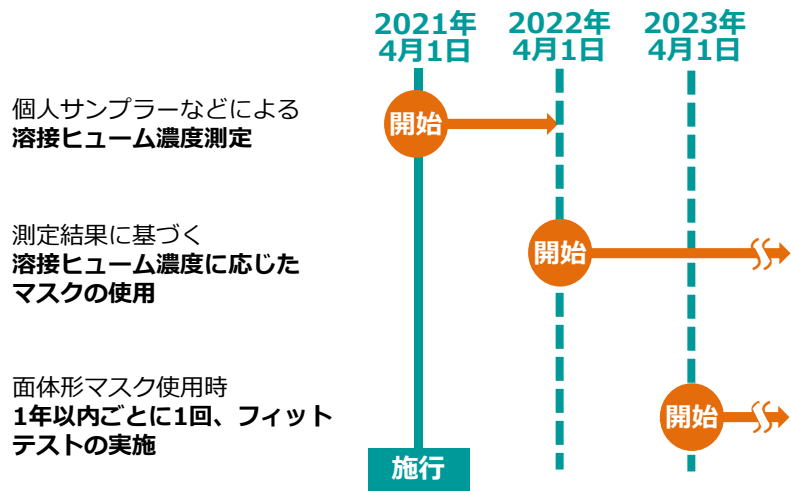 2021年
4月1日
2022年
4月1日
2023年
4月1日
個人サンプラーなどによる
溶接ヒューム濃度測定
開始
測定結果に基づく
溶接ヒューム濃度に応じた
マスクの使用
開始
面体形マスク使用時
1年以内ごとに1回、フィット
テストの実施
開始
施行